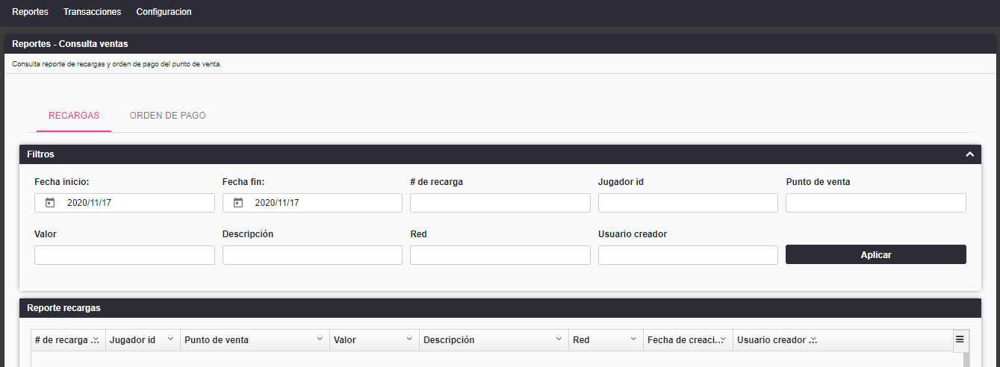 Reportes Transacciones Configuracion
Reportes - Consulta ventas
Consulta reporte de recargas y orden de pago del punto de venta.
RECARGAS ORDEN DE PAGO
Filtros
Fecha inicio: Fecha fin: # de recarga Jugador id Punto de venta
2020/11/17 2020/11/17
Valor Descripción Red Usuario creador
Aplicar
Reporte recargas
# de recarga ... Jugador id Punto de venta Valor Descripción Red Fecha de creaci... Usuario creador ...